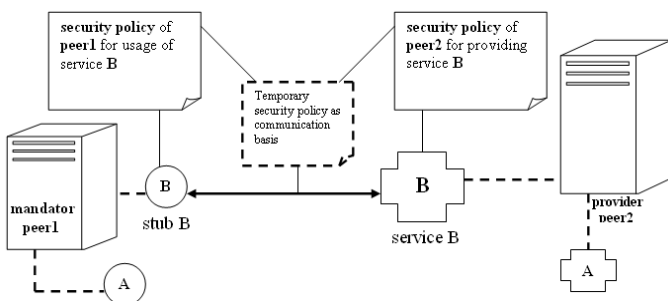 security policy of
peer1 for usage of
service B
security policy of
peer2 for providing
service B
Temporary
security policy as
communication
basis
B
B
mandator
peer1
stub B
service B
provider
peer2
A
A